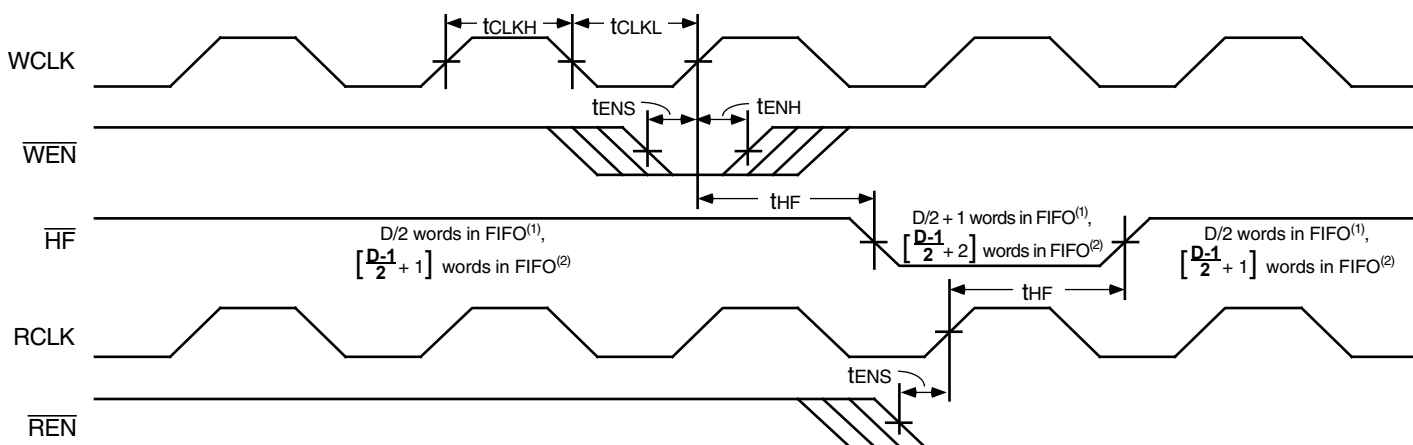 tCLKH tCLKL
WCLK
tENS tENH
WEN
tHF
HF
D/2 words in FIFO(1),
[D-1/2 + 1] words in FIFO(2)
D/2 + 1 words in FIFO(1),
[D-1/2 + 2] words in FIFO(2)
D/2 words in FIFO(1),
[D-1/2 + 1] words in FIFO(2)
tHF
RCLK
tENS
REN